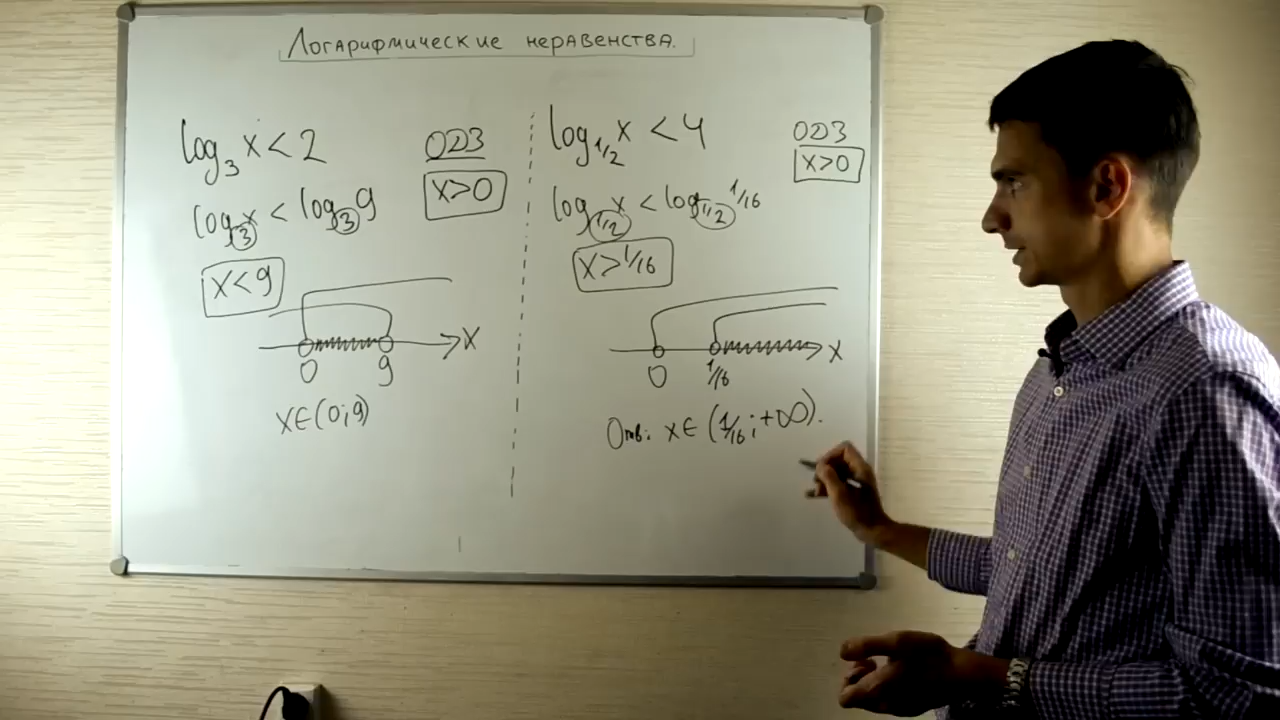 Логарифмические неравенства.
log₃ x < 2
ОДЗ
x>0
log₃ x < log₃ 9
x<9
0 9 x
x∈(0;9)
log₁/₂ x < 4
ОДЗ
x>0
log₁/₂ x < log₁/₂ 1/16
x>1/16
0 1/16 x
Отв: x∈(1/16;+∞).